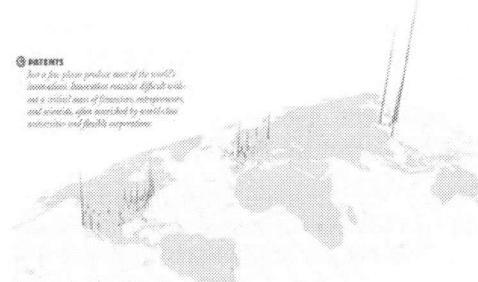 PATENTS
Just a few places produce most of the world's
innovations. Innovation remains difficult with-
out a critical mass of financiers, entrepreneurs,
and scientists, often nourished by world-class
universities and flexible corporations.